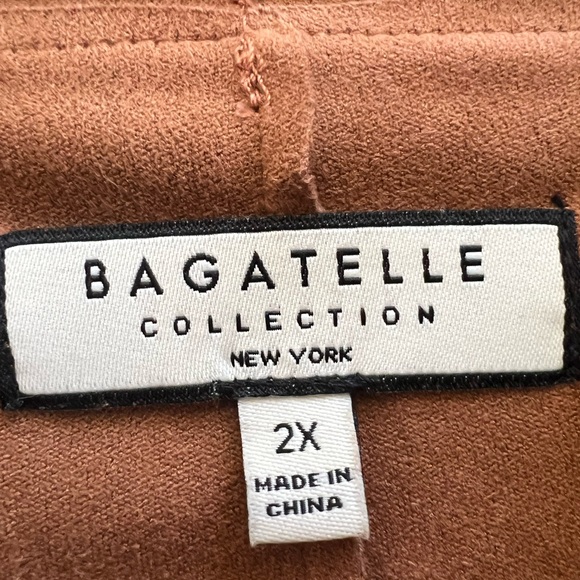 BAGATELLE
COLLECTION
NEW YORK
2X
MADE IN
CHINA